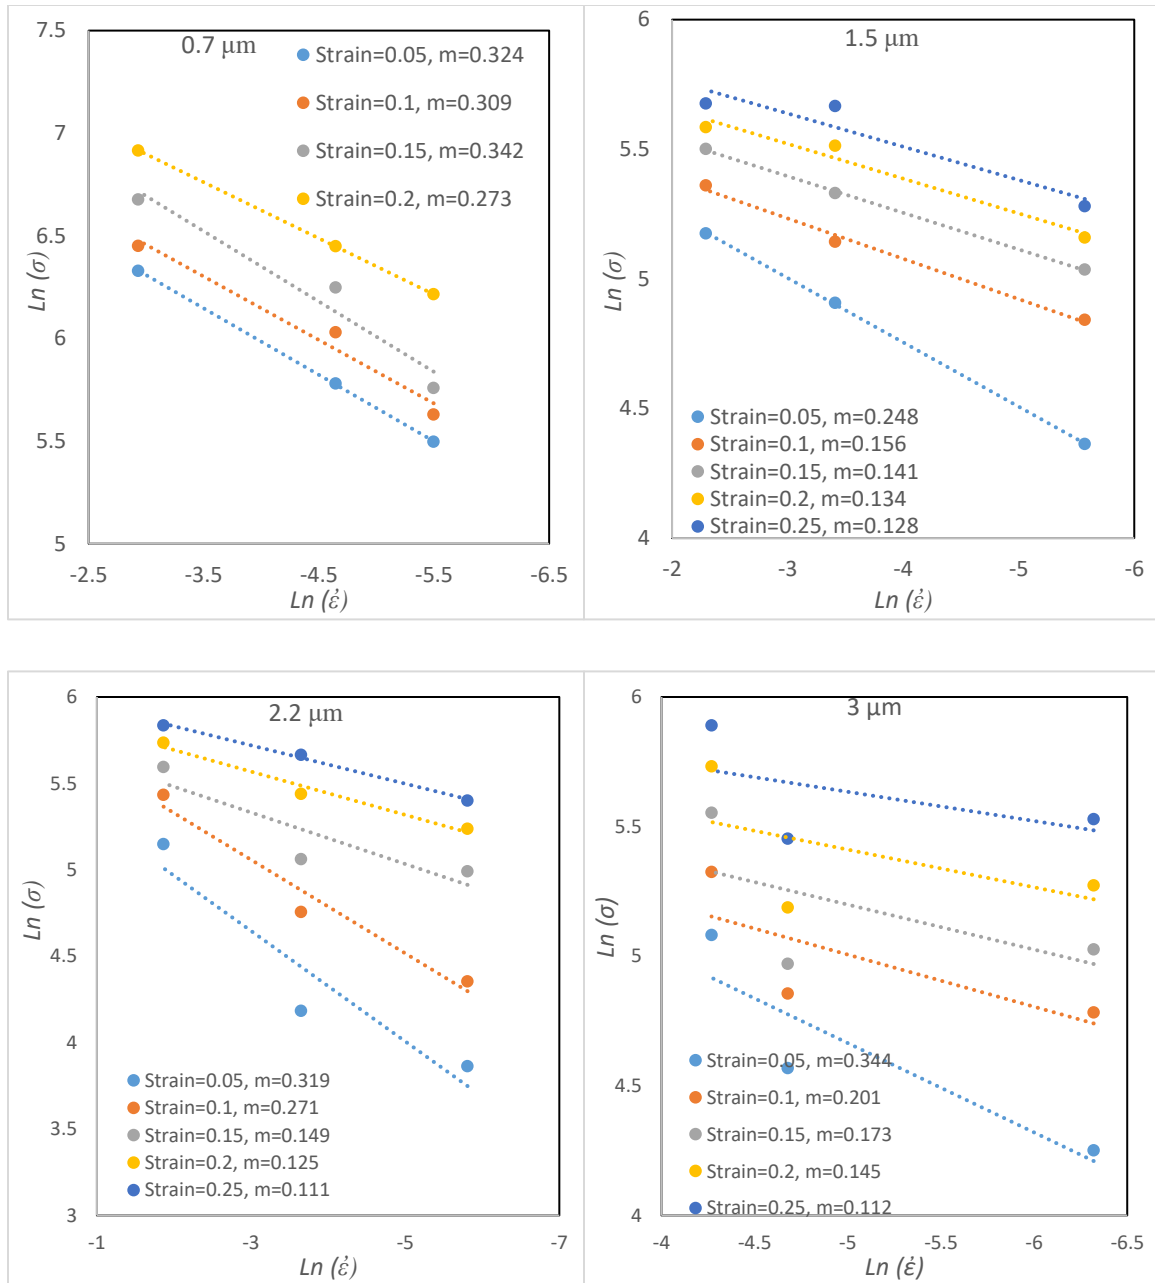 0.7 μm
7.5
7
6.5
6
5.5
5
Ln (σ)
Strain=0.05, m=0.324
Strain=0.1, m=0.309
Strain=0.15, m=0.342
Strain=0.2, m=0.273
-2.5 -3.5 -4.5 -5.5 -6.5
Ln (ε̇)
1.5 μm
6
5.5
5
4.5
4
Ln (σ)
Strain=0.05, m=0.248
Strain=0.1, m=0.156
Strain=0.15, m=0.141
Strain=0.2, m=0.134
Strain=0.25, m=0.128
-2 -3 -4 -5 -6
Ln (ε̇)
2.2 μm
6
5.5
5
4.5
4
3.5
3
Ln (σ)
Strain=0.05, m=0.319
Strain=0.1, m=0.271
Strain=0.15, m=0.149
Strain=0.2, m=0.125
Strain=0.25, m=0.111
-1 -3 -5 -7
Ln (ε̇)
3 μm
6
5.5
5
4.5
4
Ln (σ)
Strain=0.05, m=0.344
Strain=0.1, m=0.201
Strain=0.15, m=0.173
Strain=0.2, m=0.145
Strain=0.25, m=0.112
-4 -4.5 -5 -5.5 -6 -6.5
Ln (ε̇)